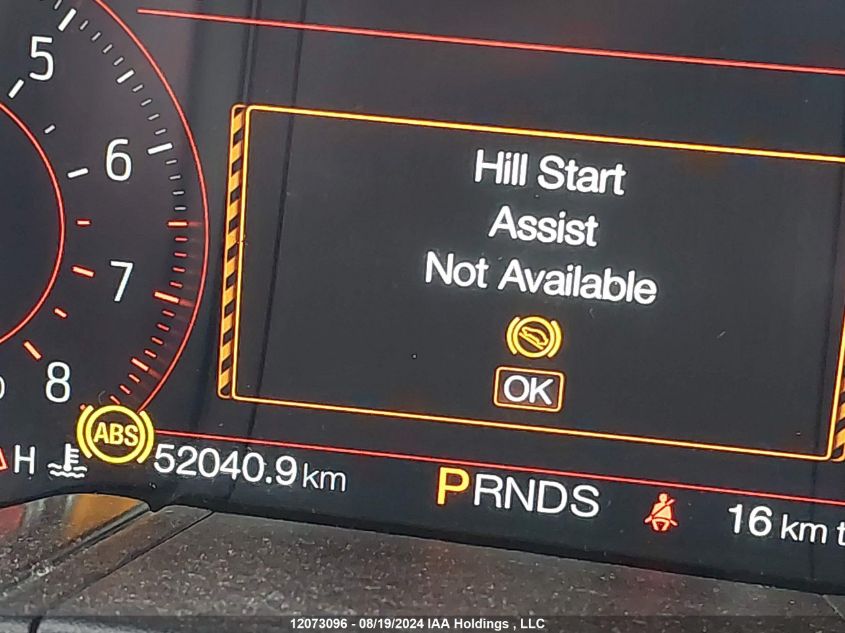 5
6
7
8
Hill Start
Assist
Not Available
OK
H
ABS
52040.9 km
PRNDS
16 km
12073096 - 08/19/2024 IAA Holdings , LLC